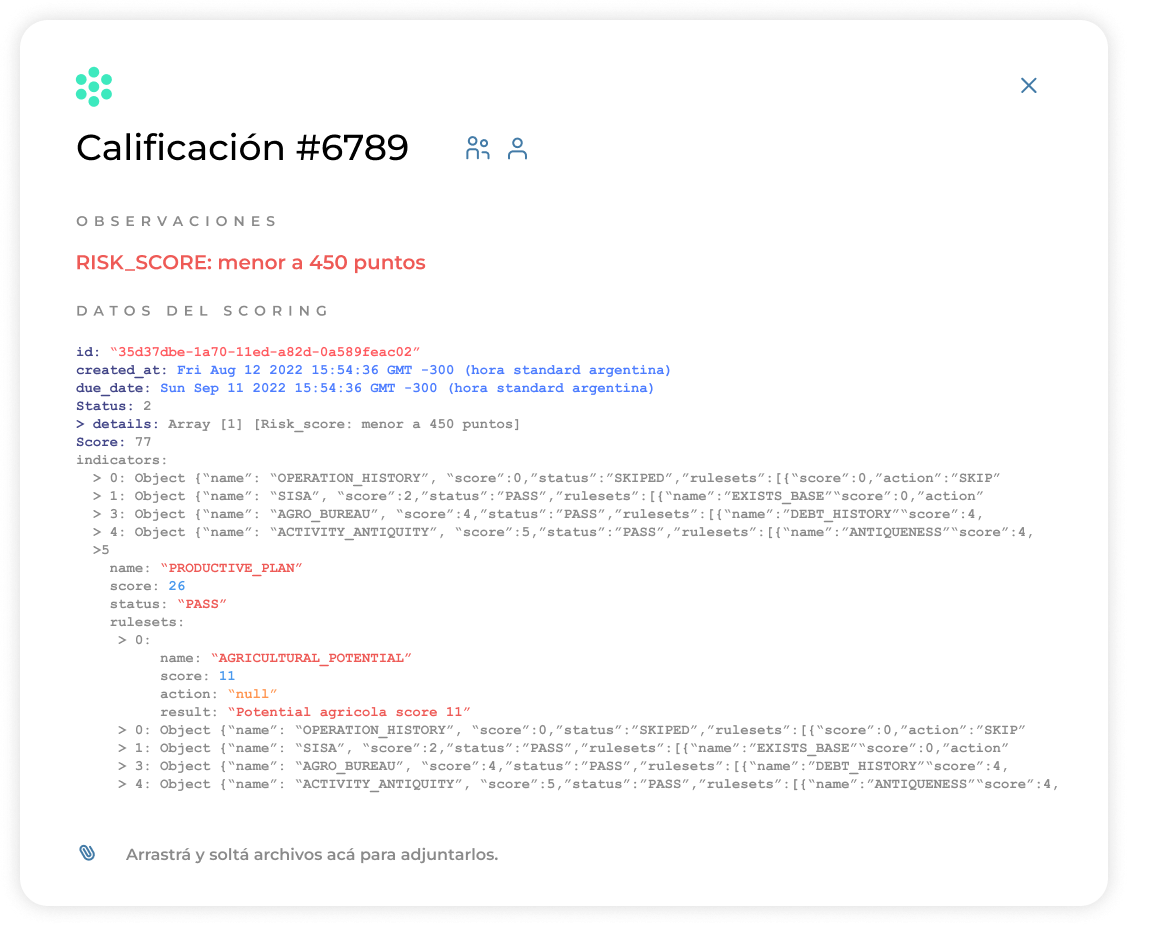 Calificación #6789
OBSERVACIONES
RISK_SCORE: menor a 450 puntos
DATOS DEL SCORING
id: “35d37dbe-1a70-11ed-a82d-0a589feac02”
created_at: Fri Aug 12 2022 15:54:36 GMT -300 (hora standard argentina)
due_date: Sun Sep 11 2022 15:54:36 GMT -300 (hora standard argentina)
Status: 2
> details: Array [1] [Risk_score: menor a 450 puntos]
Score: 77
indicators:
> 0: Object {“name”: “OPERATION_HISTORY”, “score”:0,”status”:”SKIPED”,”rulesets”:[{“score”:0,”action”:”SKIP”
> 1: Object {“name”: “SISA”, “score”:2,”status”:”PASS”,”rulesets”:[{“name”:”EXISTS_BASE”“score”:0,”action”
> 3: Object {“name”: “AGRO_BUREAU”, “score”:4,”status”:”PASS”,”rulesets”:[{“name”:”DEBT_HISTORY”“score”:4,
> 4: Object {“name”: “ACTIVITY_ANTIQUITY”, “score”:5,”status”:”PASS”,”rulesets”:[{“name”:”ANTIQUENESS”“score”:4,
>5
name: “PRODUCTIVE_PLAN”
score: 26
status: “PASS”
rulesets:
> 0:
name: “AGRICULTURAL_POTENTIAL”
score: 11
action: “null”
result: “Potential agricola score 11”
> 0: Object {“name”: “OPERATION_HISTORY”, “score”:0,”status”:”SKIPED”,”rulesets”:[{“score”:0,”action”:”SKIP”
> 1: Object {“name”: “SISA”, “score”:2,”status”:”PASS”,”rulesets”:[{“name”:”EXISTS_BASE”“score”:0,”action”
> 3: Object {“name”: “AGRO_BUREAU”, “score”:4,”status”:”PASS”,”rulesets”:[{“name”:”DEBT_HISTORY”“score”:4,
> 4: Object {“name”: “ACTIVITY_ANTIQUITY”, “score”:5,”status”:”PASS”,”rulesets”:[{“name”:”ANTIQUENESS”“score”:4,
Arrastrá y soltá archivos acá para adjuntarlos.